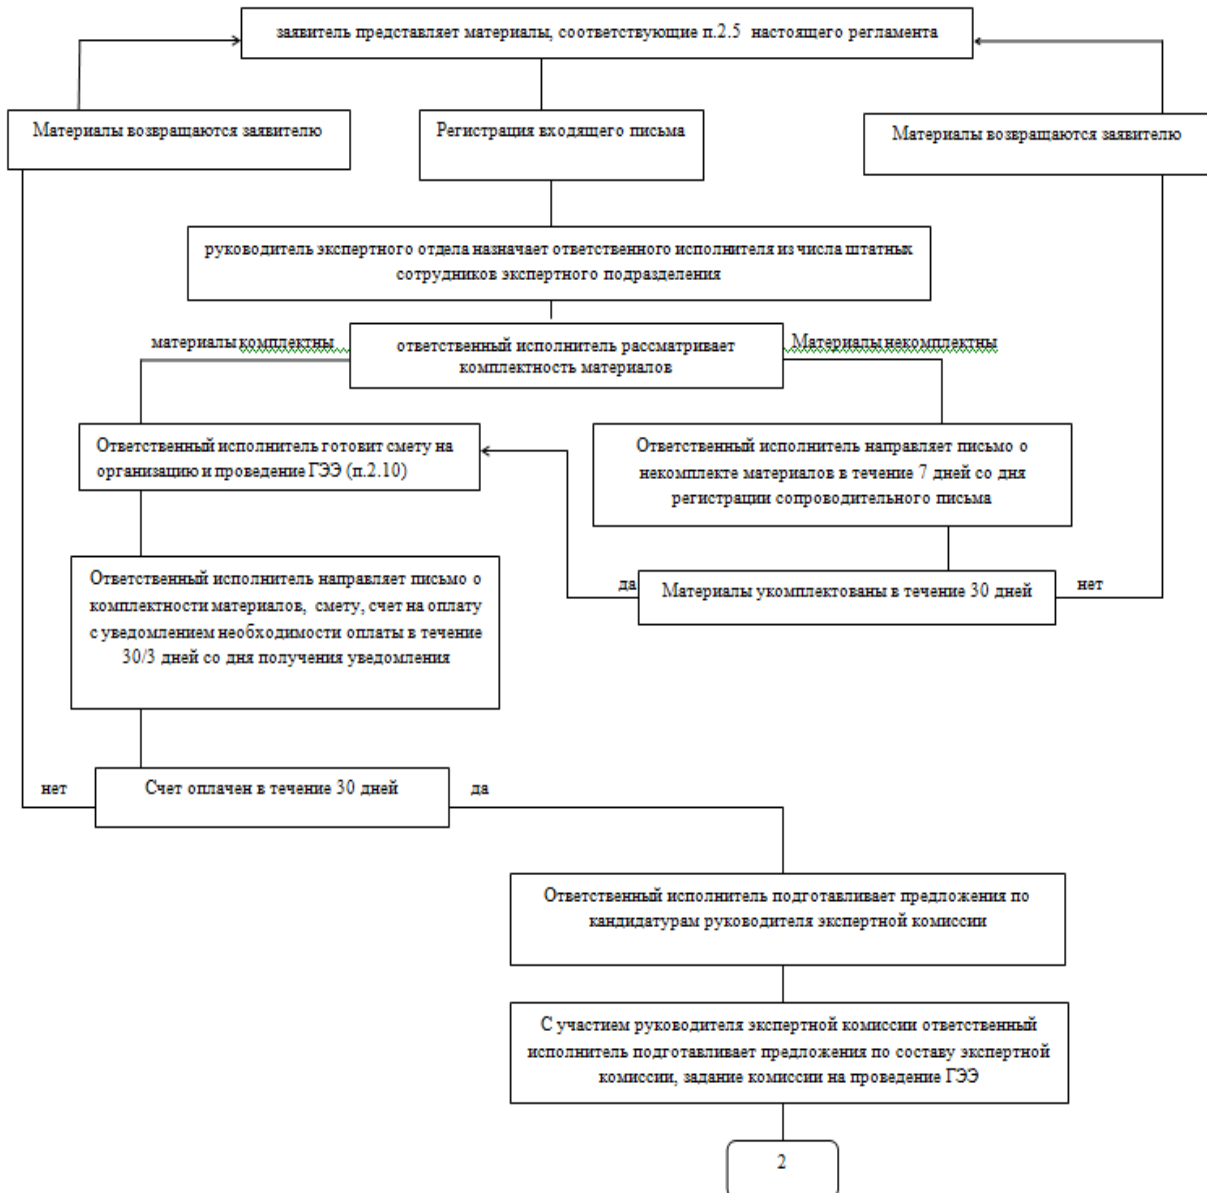 заявитель представляет материалы, соответствующие п.2.5 настоящего регламента
Материалы возвращаются заявителю
Регистрация входящего письма
Материалы возвращаются заявителю
руководитель экспертного отдела назначает ответственного исполнителя из числа штатных
сотрудников экспертного подразделения
материалы комплектны
ответственный исполнитель рассматривает
комплектность материалов
Материалы некомплектны
Ответственный исполнитель готовит смету на
организацию и проведение ГЭЭ (п.2.10)
Ответственный исполнитель направляет письмо о
некомплекте материалов в течение 7 дней со дня
регистрации сопроводительного письма
Ответственный исполнитель направляет письмо о
комплектности материалов, смету, счет на оплату
с уведомлением необходимости оплаты в течение
30/3 дней со дня получения уведомления
да
Материалы укомплектованы в течение 30 дней
нет
нет
Счет оплачен в течение 30 дней
да
Ответственный исполнитель подготавливает предложения по
кандидатурам руководителя экспертной комиссии
С участием руководителя экспертной комиссии ответственный
исполнитель подготавливает предложения по составу экспертной
комиссии, задание комиссии на проведение ГЭЭ
2